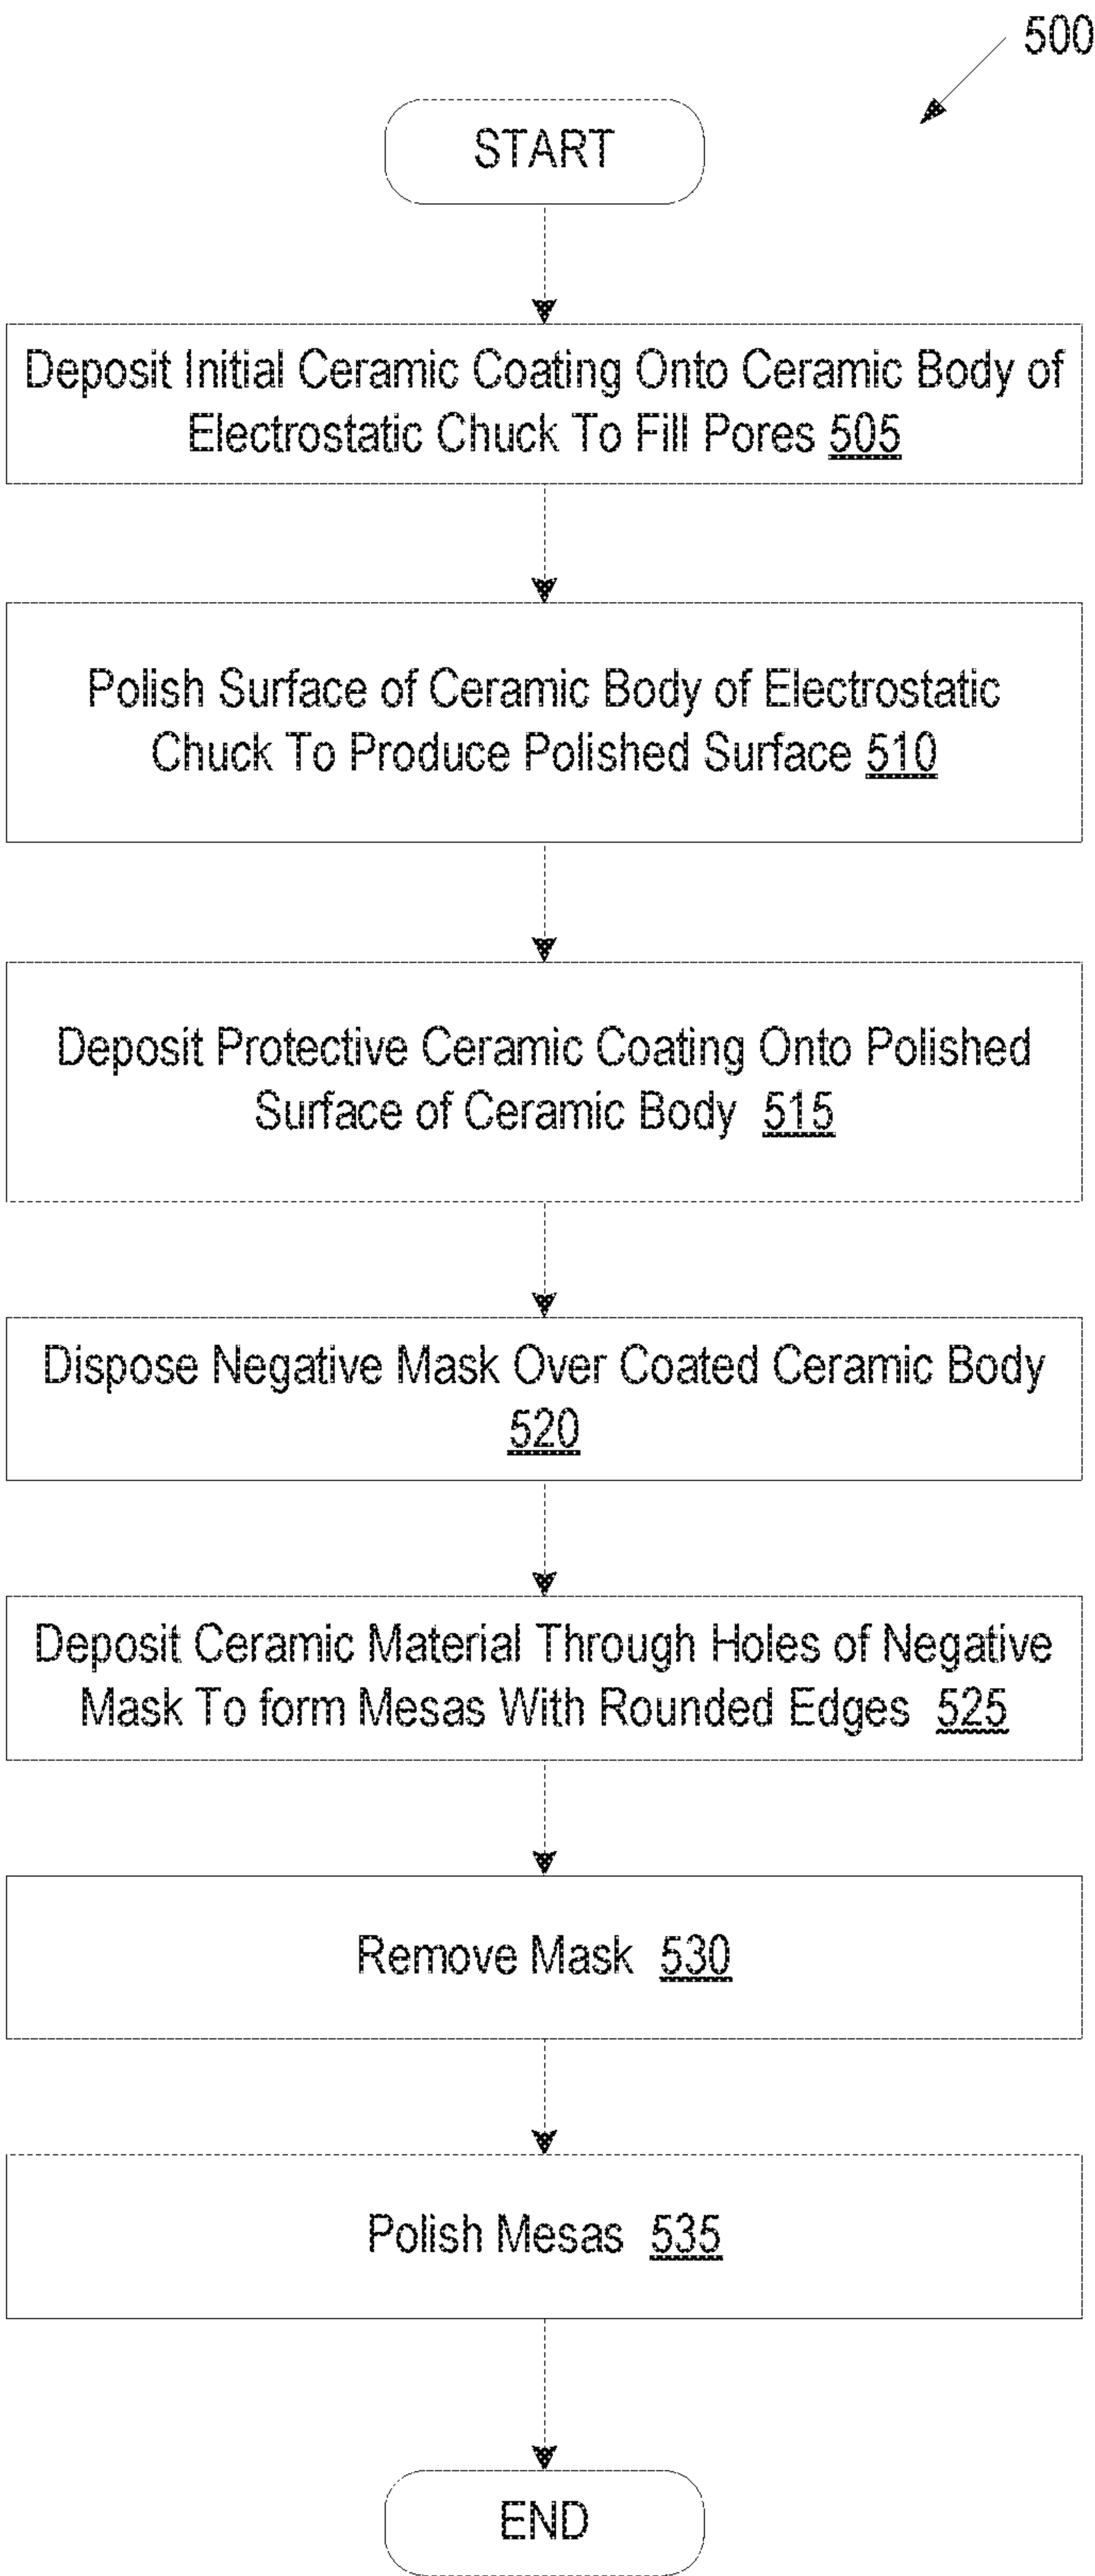 500
START
Deposit Initial Ceramic Coating Onto Ceramic Body of
Electrostatic Chuck To Fill Pores 505
Polish Surface of Ceramic Body of Electrostatic
Chuck To Produce Polished Surface 510
Deposit Protective Ceramic Coating Onto Polished
Surface of Ceramic Body 515
Dispose Negative Mask Over Coated Ceramic Body
520
Deposit Ceramic Material Through Holes of Negative
Mask To form Mesas With Rounded Edges 525
Remove Mask 530
Polish Mesas 535
END